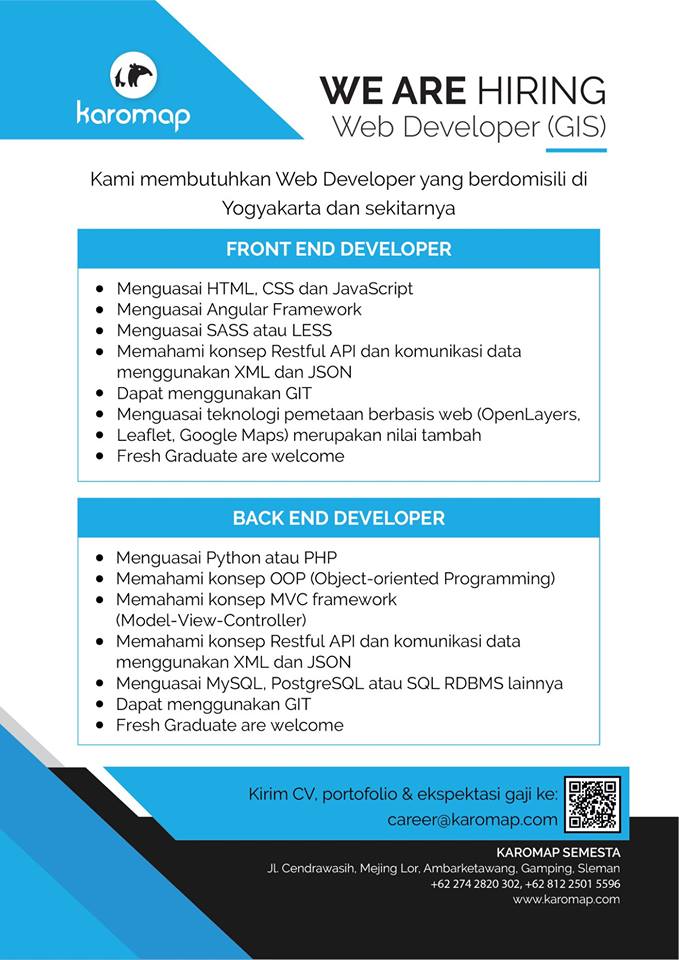 karomap
WE ARE HIRING
Web Developer (GIS)
Kami membutuhkan Web Developer yang berdomisili di
Yogyakarta dan sekitarnya
FRONT END DEVELOPER
• Menguasai HTML, CSS dan JavaScript
• Menguasai Angular Framework
• Menguasai SASS atau LESS
• Memahami konsep Restful API dan komunikasi data
menggunakan XML dan JSON
• Dapat menggunakan GIT
• Menguasai teknologi pemetaan berbasis web (OpenLayers,
• Leaflet, Google Maps) merupakan nilai tambah
• Fresh Graduate are welcome
BACK END DEVELOPER
• Menguasai Python atau PHP
• Memahami konsep OOP (Object-oriented Programming)
• Memahami konsep MVC framework
(Model-View-Controller)
• Memahami konsep Restful API dan komunikasi data
menggunakan XML dan JSON
• Menguasai MySQL, PostgreSQL atau SQL RDBMS lainnya
• Dapat menggunakan GIT
• Fresh Graduate are welcome
Kirim CV, portofolio & ekspektasi gaji ke:
career@karomap.com
KAROMAP SEMESTA
Jl. Cendrawasih, Mejing Lor, Ambarketawang, Gamping, Sleman
+62 274 2820 302, +62 812 2501 5596
www.karomap.com